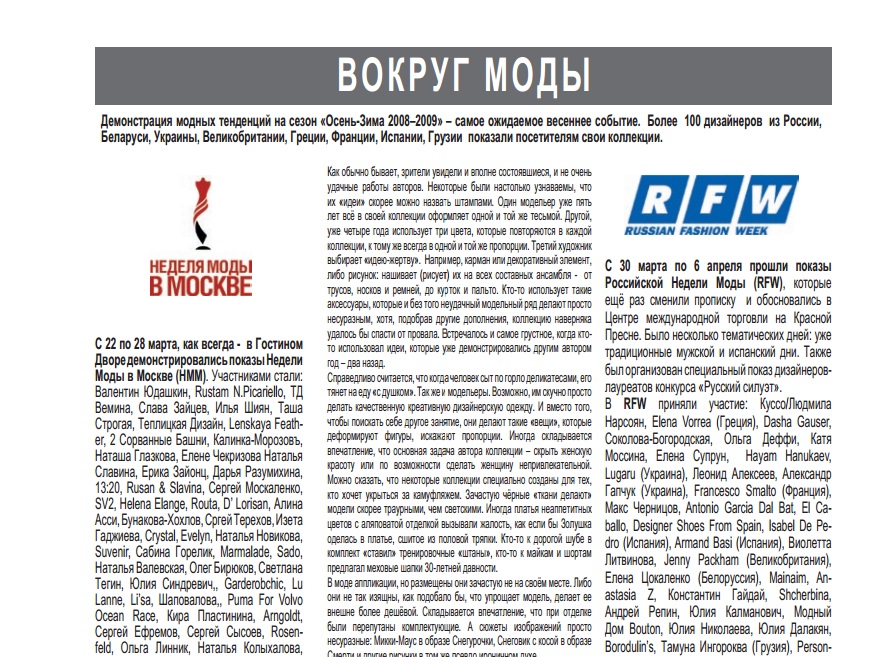 ВОКРУГ МОДЫ
Демонстрация модных тенденций на сезон «Осень-Зима 2008–2009» – самое ожидаемое весеннее событие. Более 100 дизайнеров из России,
Беларуси, Украины, Великобритании, Греции, Франции, Испании, Грузии показали посетителям свои коллекции.
НЕДЕЛЯ МОДЫ
В МОСКВЕ
С 22 по 28 марта, как всегда - в Гостином
Дворе демонстрировались показы Недели
Моды в Москве (НММ). Участниками стали:
Валентин Юдашкин, Rustam N.Picariello, ТД
Вемина, Слава Зайцев, Илья Шиян, Таша
Строгая, Теплицкая Дизайн, Lenskaya Feath-
er, 2 Сорванные Башни, Калинка-Морозовъ,
Наташа Глазкова, Елене Чекризова Наталья
Славина, Ерика Зайонц, Дарья Разумихина,
13:20, Rusan & Slavina, Сергей Москаленко,
SV2, Helena Elange, Routa, D' Lorisan, Алина
Асси, Бунакова-Хохлов, Сргей Терехов, Изета
Гаджиева, Crystal, Evelyn, Наталья Новикова,
Suvenir, Сабина Горелик, Marmalade, Sado,
Наталья Валевская, Олег Бирюков, Светлана
Тегин, Юлия Синдревич,, Garderobchic, Lu
Lanne, Li'sa, Шаповалова,, Puma For Volvo
Ocean Race, Кира Пластинина, Arngoldt,
Сергей Ефремов, Сергей Сысоев, Rosen-
feld, Ольга Линник, Наталья Колыхалова,
Как обычно бывает, зрители увидели и вполне состоявшиеся, и не очень
удачные работы авторов. Некоторые были настолько узнаваемы, что
их «идеи» скорее можно назвать штампами. Один модельер уже пять
лет всё в своей коллекции оформляет одной и той же тесьмой. Другой,
уже четыре года использует три цвета, которые повторяются в каждой
коллекции, к тому же всегда в одной и той же пропорции. Третий художник
выбирает «идею-жертву». Например, карман или декоративный элемент,
либо рисунок: нашивает (рисует) их на всех составных ансамбля - от
трусов, носков и ремней, до курток и пальто. Кто-то использует такие
аксессуары, которые и без того неудачный модельный ряд делают просто
несуразным, хотя, подобрав другие дополнения, коллекцию наверняка
удалось бы спасти от провала. Встречалось и самое грустное, когда кто-
то использовал идеи, которые уже демонстрировались другим автором
год – два назад.
Справедливо считается, что когда человек сыт по горло деликатесами, его
тянет на еду «с душком». Так же и модельеры. Возможно, им скучно просто
делать качественную креативную дизайнерскую одежду. И вместо того,
чтобы поискать себе другое занятие, они делают такие «вещи», которые
деформируют фигуры, искажают пропорции. Иногда складывается
впечатление, что основная задача автора коллекции – скрыть женскую
красоту или по возможности сделать женщину непривлекательной.
Можно сказать, что некоторые коллекции специально созданы для тех,
кто хочет укрыться за камуфляжем. Зачастую чёрные «ткани делают»
модели скорее траурными, чем светскими. Иногда платья неаппетитных
цветов с аляповатой отделкой вызывали жалость, как если бы Золушка
оделась в платье, сшитое из половой тряпки. Кто-то к дорогой шубе в
комплект «ставил» тренировочные «штаны», кто-то к майкам и шортам
предлагал меховые шапки 30-летней давности.
В моде аппликации, но размещены они зачастую не на своём месте. Либо
они не так изящны, как подобало бы, что упрощает модель, делает ее
внешне более дешёвой. Складывается впечатление, что при отделке
были перепутаны комплектующие. А сюжеты изображений просто
несуразные: Микки-Маус в образе Снегурочки, Снеговик с косой в образе
Смерти и другие рисунки в том же псевдо ироничном духе.
RFW
RUSSIAN FASHION WEEK
С 30 марта по 6 апреля прошли показы
Российской Недели Моды (RFW), которые
ещё раз сменили прописку и обосновались в
Центре международной торговли на Красной
Пресне. Было несколько тематических дней: уже
традиционные мужской и испанский дни. Также
был организован специальный показ дизайнеров-
лауреатов конкурса «Русский силуэт».
В RFW приняли участие: Куссо/Людмила
Нарсоян, Elena Vorrea (Греция), Dasha Gauser,
Соколова-Богородская, Ольга Деффи, Катя
Моссина, Елена Супрун, Hayam Hanukaev,
Lugaru (Украина), Леонид Алексеев, Александр
Гапчук (Украина), Francesco Smalto (Франция),
Макс Черницов, Antonio Garcia Dal Bat, El Ca-
ballo, Designer Shoes From Spain, Isabel De Pe-
dro (Испания), Armand Basi (Испания), Виолетта
Литвинова, Jenny Packham (Великобритания),
Елена Цокаленко (Белоруссия), Mainaim, An-
astasia Z, Константин Гайдай, Shcherbina,
Андрей Репин, Юлия Калманович, Модный
Дом Bouton, Юлия Николаева, Юлия Далакян,
Borodulin's, Тамуна Ингороква (Грузия), Person-